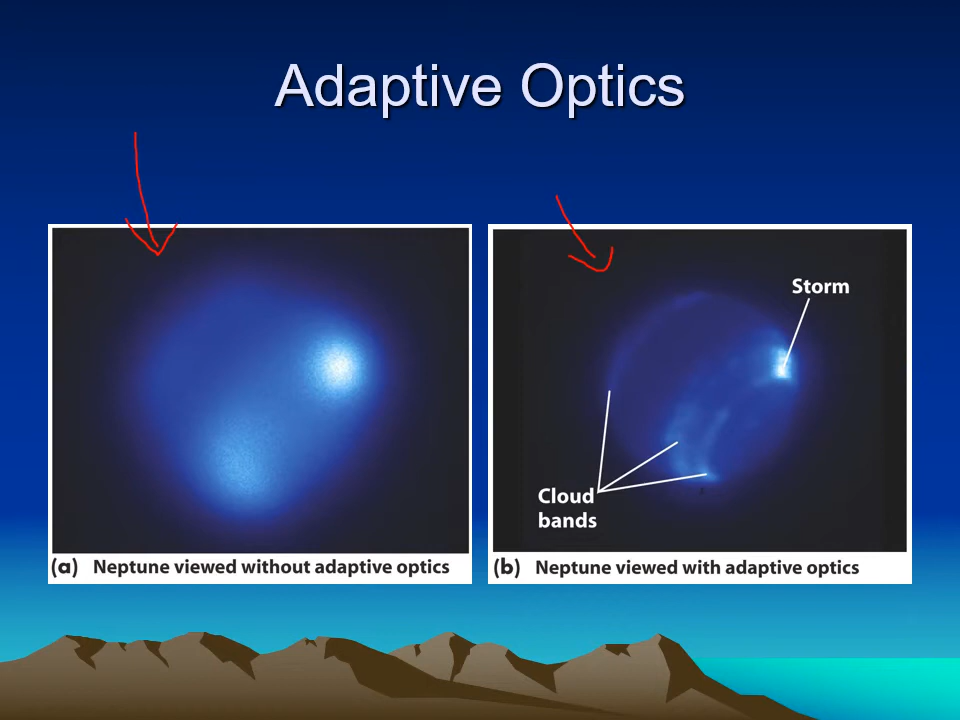 Adaptive Optics
Storm
Cloud
bands
(a) Neptune viewed without adaptive optics
(b) Neptune viewed with adaptive optics